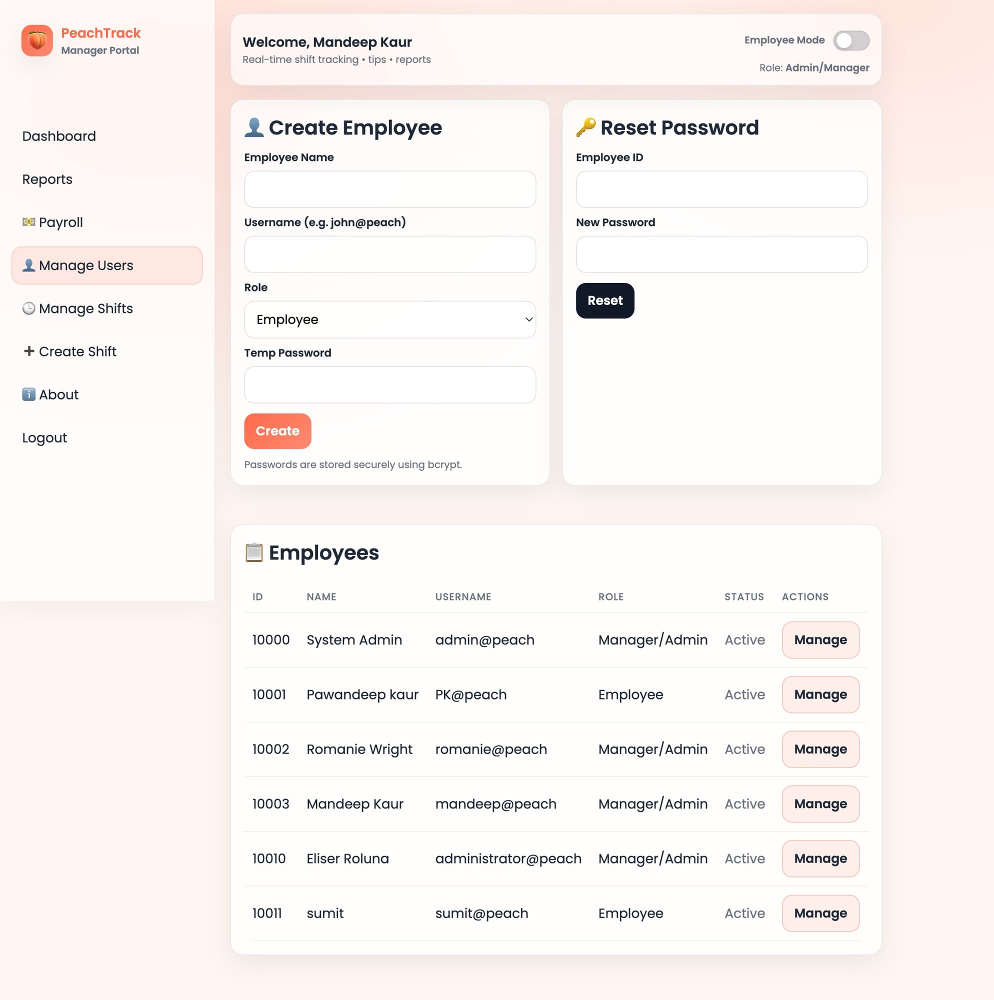 PeachTrack
Manager Portal
Dashboard
Reports
Payroll
Manage Users
Manage Shifts
Create Shift
About
Logout
Welcome, Mandeep Kaur
Real-time shift tracking • tips • reports
Employee Mode
Role: Admin/Manager
Create Employee
Employee Name
Username (e.g. john@peach)
Role
Employee
Temp Password
Create
Passwords are stored securely using bcrypt.
Reset Password
Employee ID
New Password
Reset
Employees
ID NAME USERNAME ROLE STATUS ACTIONS
10000 System Admin admin@peach Manager/Admin Active Manage
10001 Pawandeep kaur PK@peach Employee Active Manage
10002 Romanie Wright romanie@peach Manager/Admin Active Manage
10003 Mandeep Kaur mandeep@peach Manager/Admin Active Manage
10010 Eliser Roluna administrator@peach Manager/Admin Active Manage
10011 sumit sumit@peach Employee Active Manage